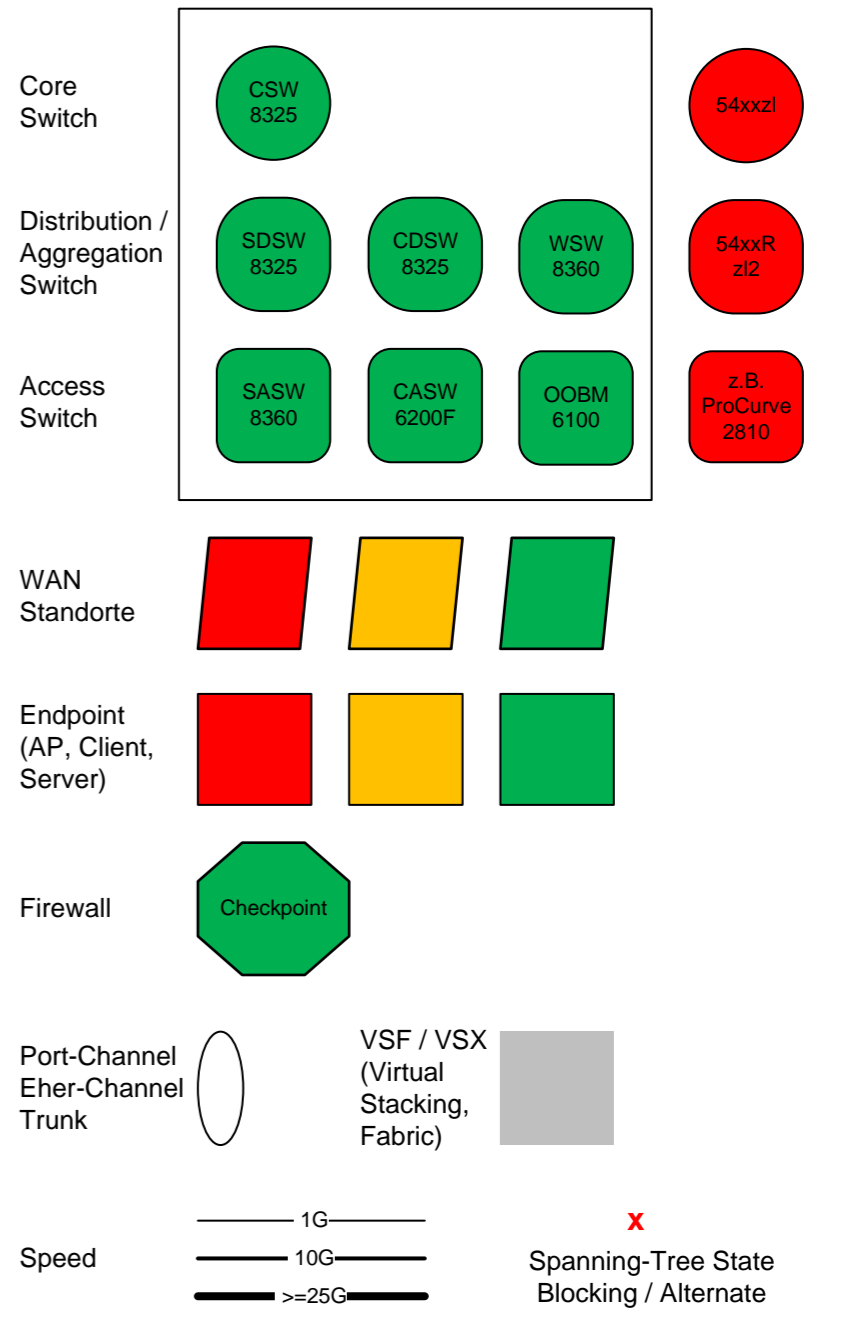 Core
Switch
CSW
8325
54xxzl
Distribution /
Aggregation
Switch
SDSW
8325
CDSW
8325
WSW
8360
54xxR
zl2
Access
Switch
SASW
8360
CASW
6200F
OOBM
6100
z.B.
ProCurve
2810
WAN
Standorte
Endpoint
(AP, Client,
Server)
Firewall
Checkpoint
Port-Channel
Eher-Channel
Trunk
VSF / VSX
(Virtual
Stacking,
Fabric)
Speed
1G
10G
>=25G
x
Spanning-Tree State
Blocking / Alternate